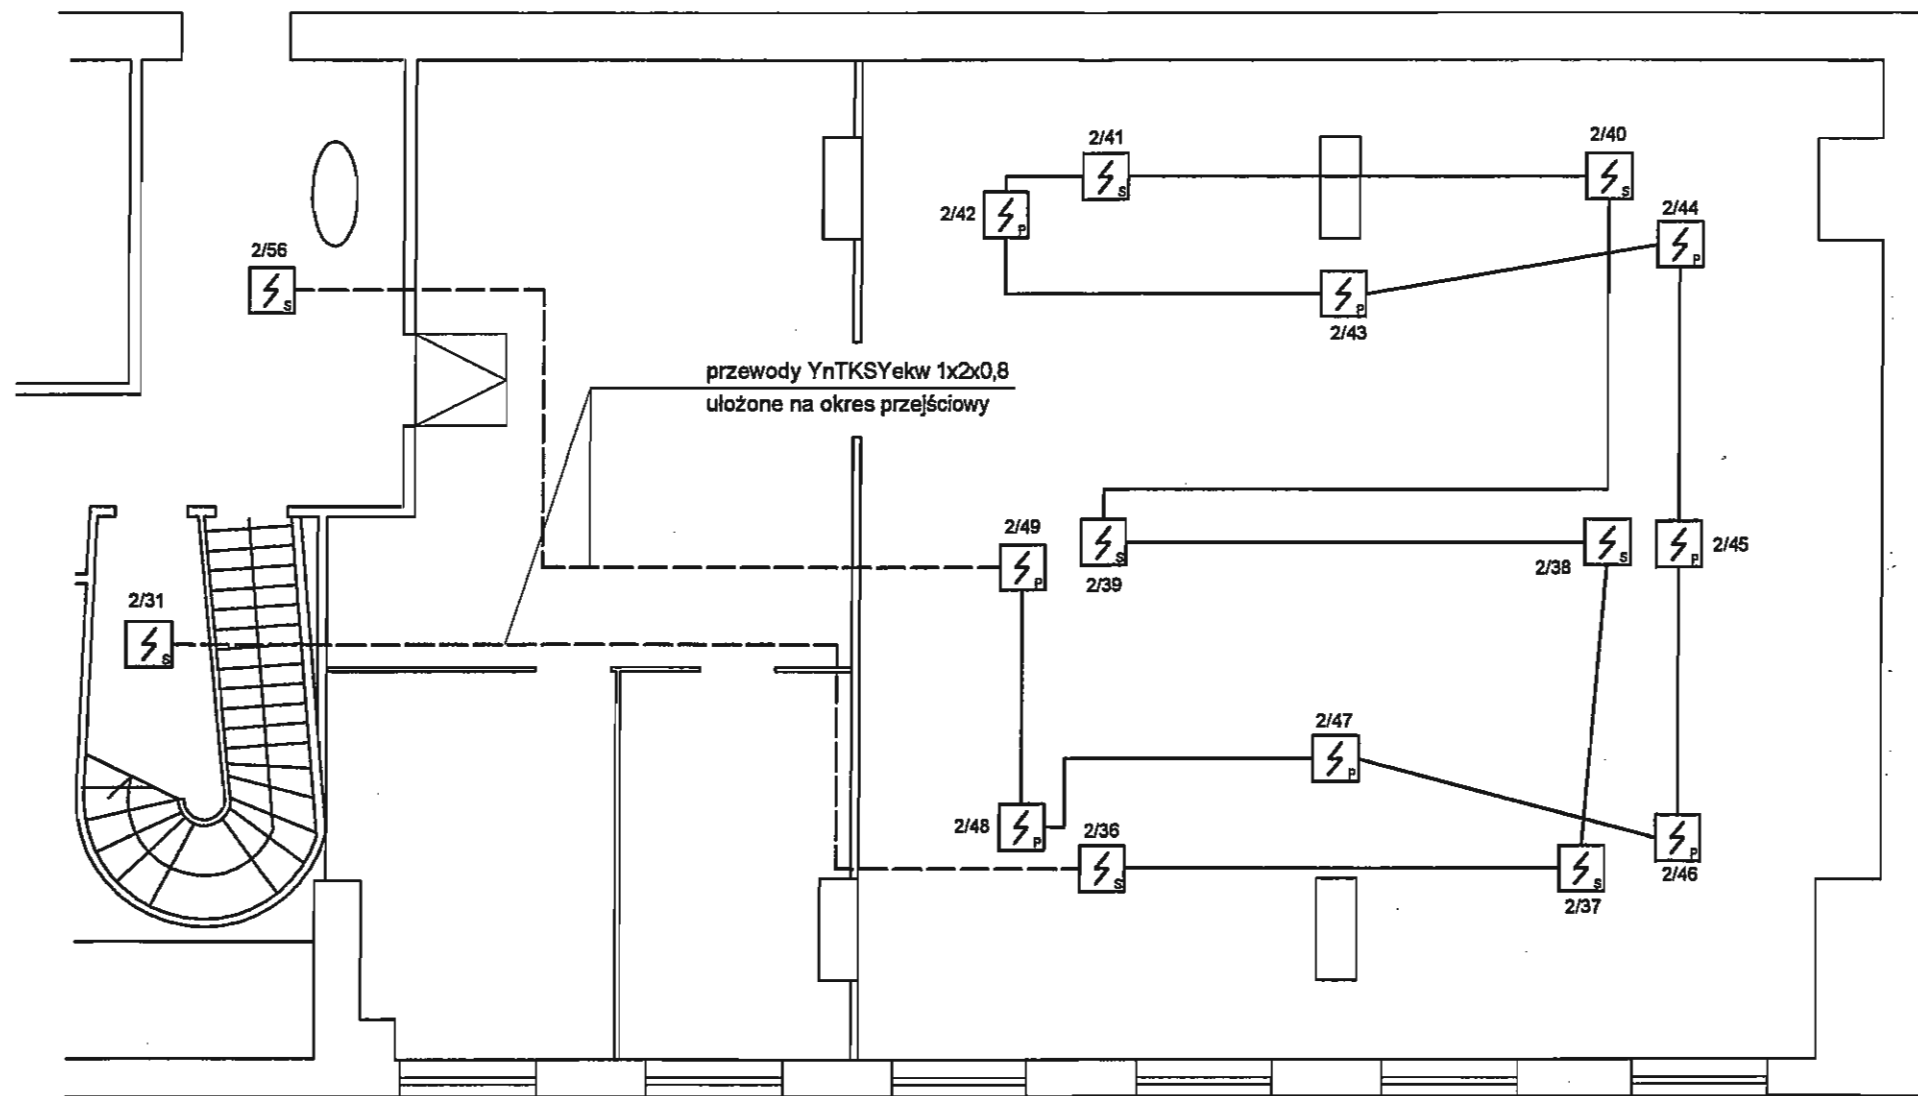 2/41
S
2/40
S
2/42
P
2/44
P
2/56
S
P
2/43
przewody YnTKSYekw 1x2x0,8
ułożone na okres przejściowy
2/49
P
S
2/39
S
2/38
P
2/45
2/31
S
2/47
P
2/48
P
2/36
S
S
2/37
P
2/46